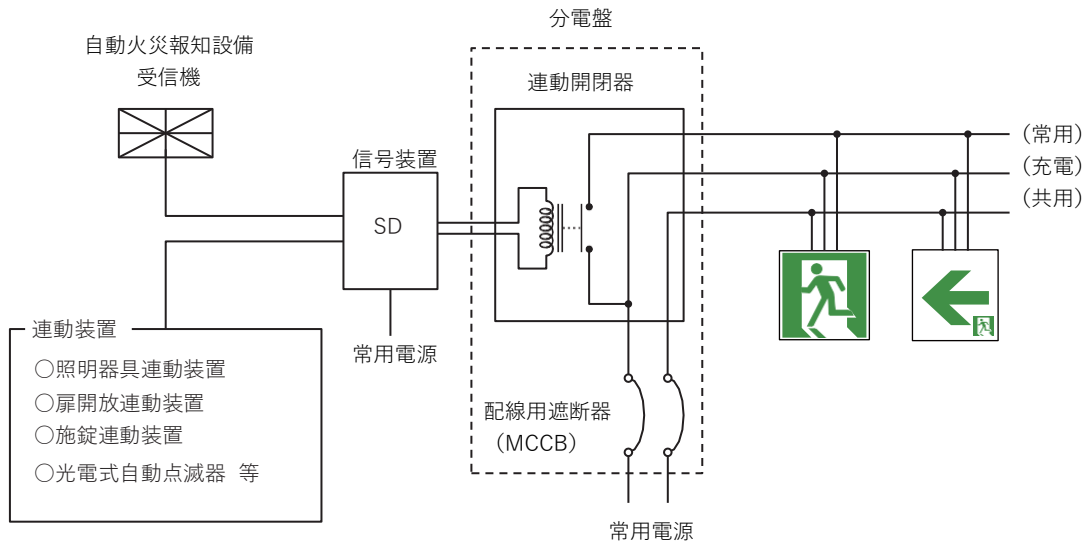 分電盤
自動火災報知設備
受信機
連動開閉器
(常用)
(充電)
(共用)
信号装置
SD
連動装置
○照明器具連動装置
○扉開放連動装置
○施錠連動装置
○光電式自動点滅器 等
常用電源
配線用遮断器
(MCCB)
常用電源